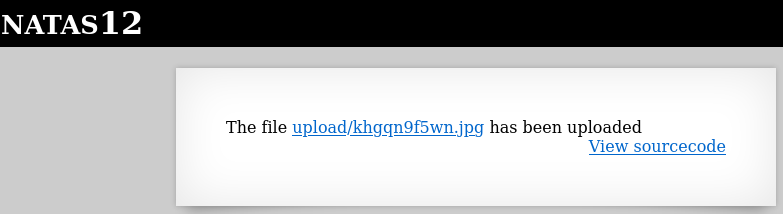 NATAS12
The file upload/khgqn9f5wn.jpg has been uploaded
View sourcecode